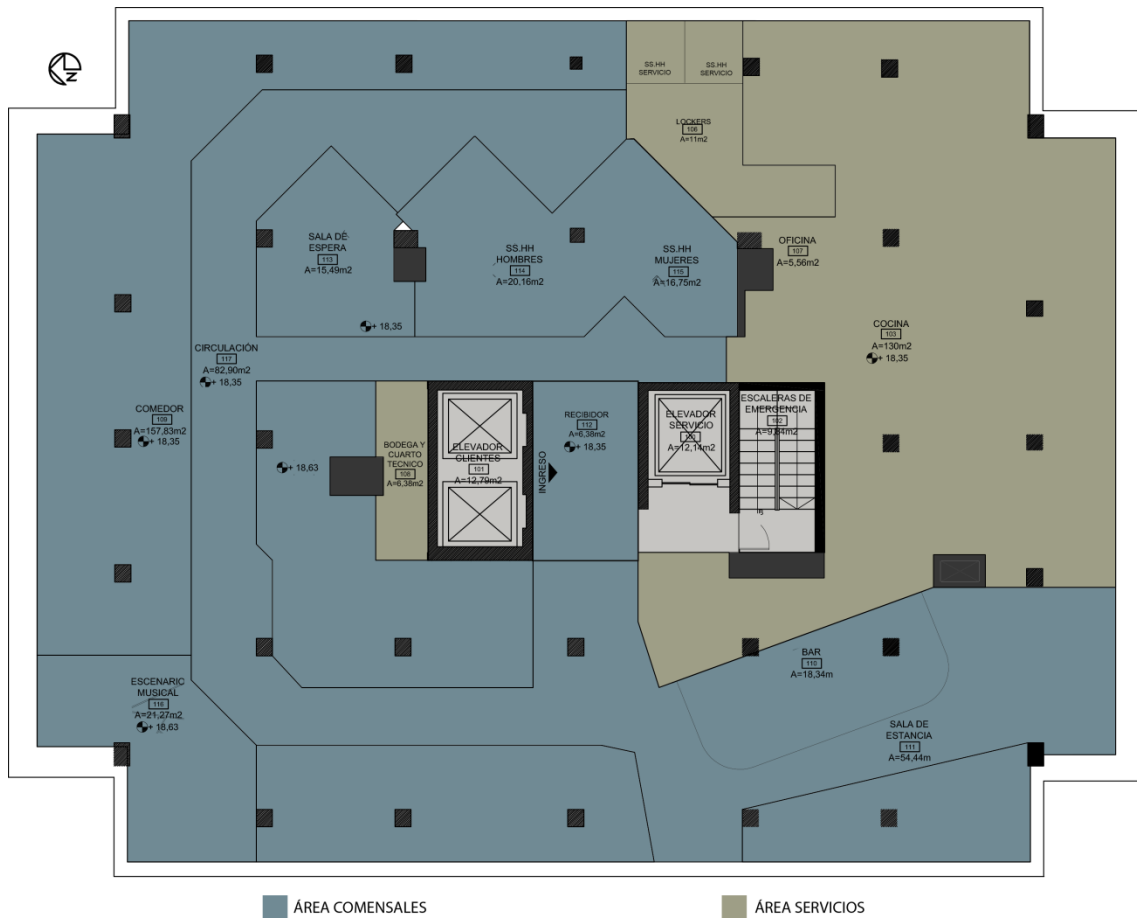 Z
SS.HH
SERVICIO
SS.HH
SERVICIO
LOCKERS
106
A=11m2
SALA DE
ESPERA
113
A=15,49m2
SS.HH
HOMBRES
114
A=20,16m2
SS.HH
MUJERES
115
A=16,75m2
OFICINA
107
A=5,56m2
+ 18,35
COCINA
103
A=130m2
+ 18,35
CIRCULACIÓN
117
A=82,90m2
+ 18,35
COMEDOR
109
A=157,83m2
+ 18,35
+ 18,63
BODEGA Y
CUARTO
TECNICO
108
A=6,38m2
ELEVADOR
CLIENTES
101
A=12,79m2
INGRESO
RECIBIDOR
112
A=6,38m2
+ 18,35
ELEVADOR
SERVICIO
A=12,14m2
ESCALERAS DE
EMERGENCIA
102
A=9,84m2
BAR
110
A=18,34m
ESCENARIC
MUSICAL
116
A=21,27m2
+ 18,63
SALA DE
ESTANCIA
111
A=54,44m
ÁREA COMENSALES
ÁREA SERVICIOS